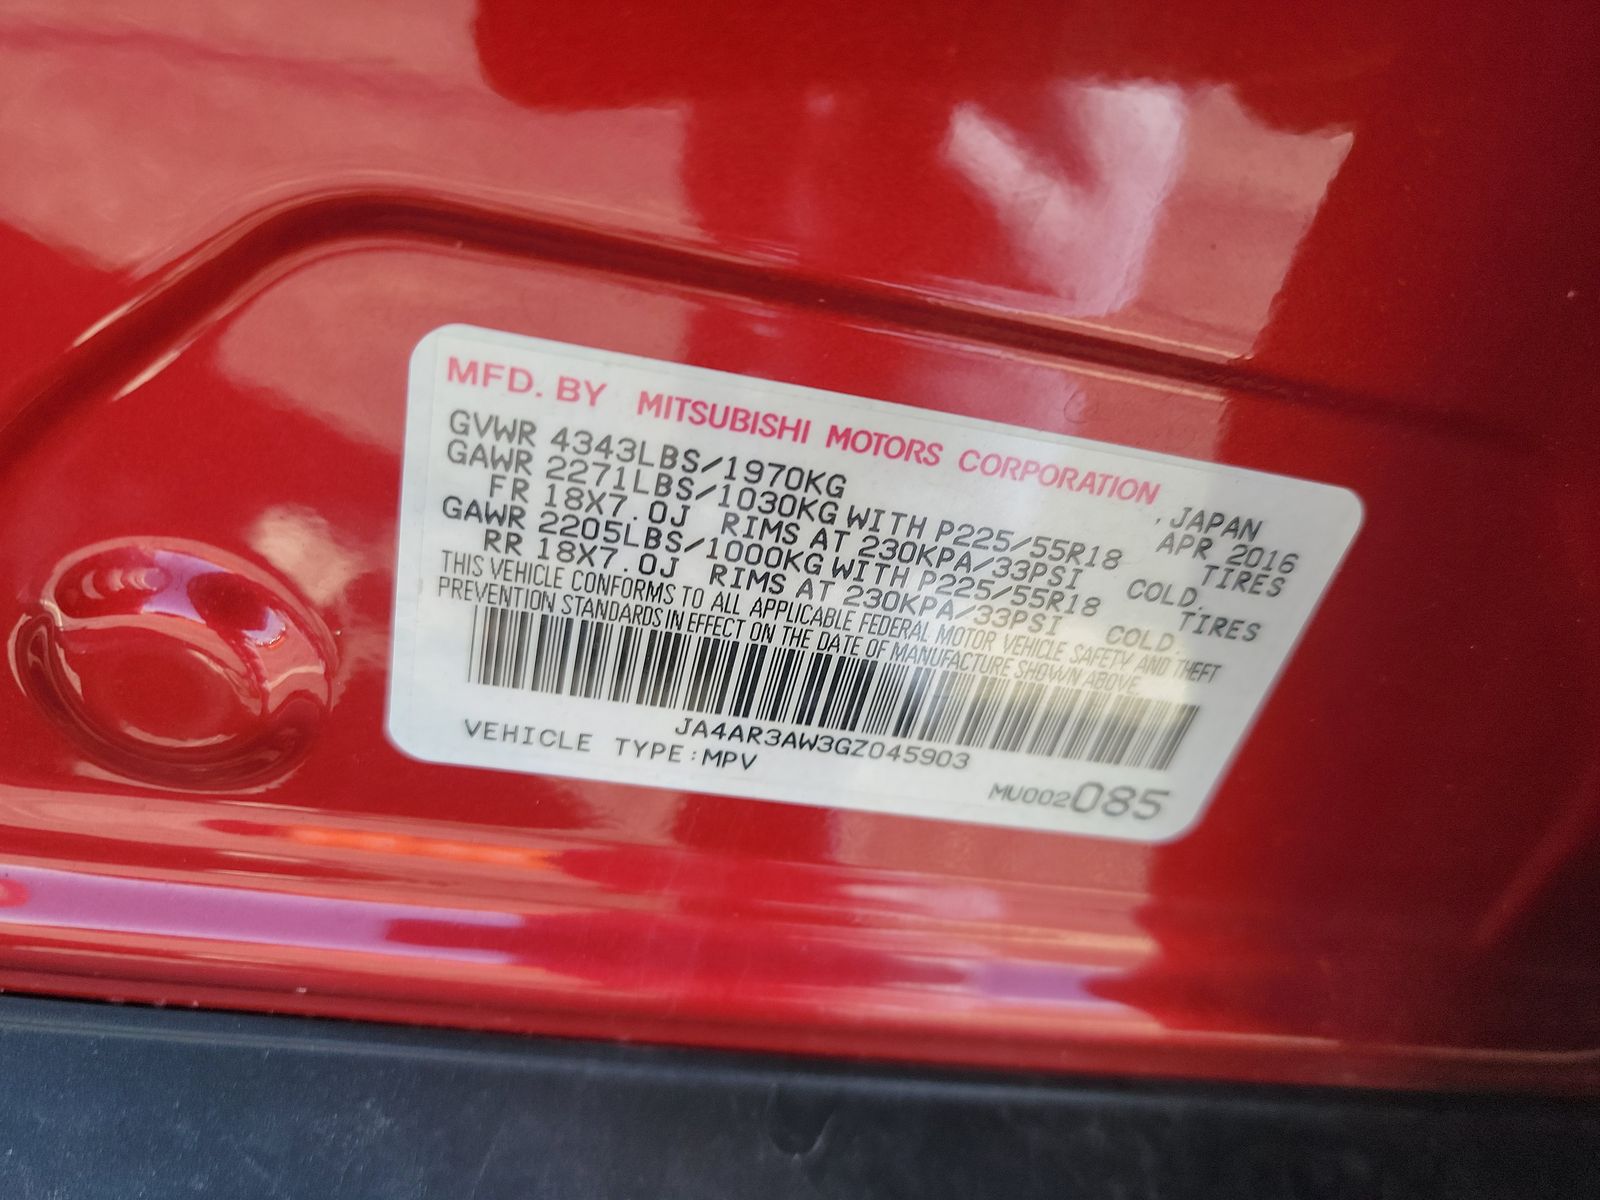 MFD. BY MITSUBISHI MOTORS CORPORATION JAPAN
GVWR 4343LBS/1970KG APR 2016
GAWR 2271LBS/1030KG WITH P225/55R18 TIRES
FR 18X7.0J RIMS AT 230KPA/33PSI COLD.
GAWR 2205LBS/1000KG WITH P225/55R18 TIRES
RR 18X7.0J RIMS AT 230KPA/33PSI COLD.
THIS VEHICLE CONFORMS TO ALL APPLICABLE FEDERAL MOTOR VEHICLE SAFETY AND THEFT
PREVENTION STANDARDS IN EFFECT ON THE DATE OF MANUFACTURE SHOWN ABOVE.
JA4AR3AW3GZ045903
VEHICLE TYPE:MPV
MU002085